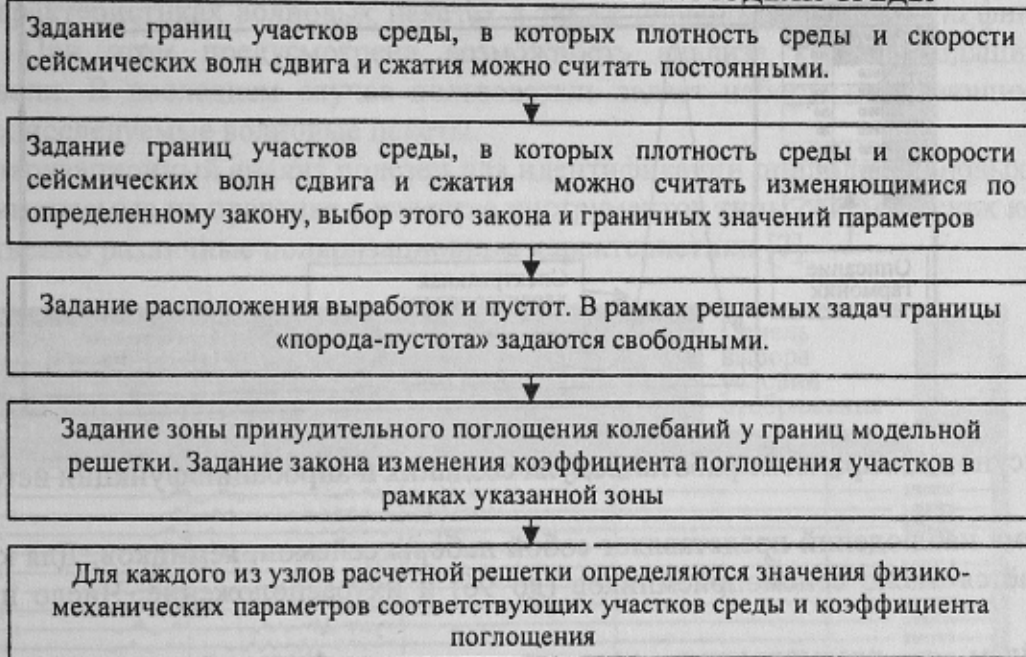 Задание границ участков среды, в которых плотность среды и скорости
сейсмических волн сдвига и сжатия можно считать постоянными.
Задание границ участков среды, в которых плотность среды и скорости
сейсмических волн сдвига и сжатия можно считать изменяющимися по
определенному закону, выбор этого закона и граничных значений параметров
Задание расположения выработок и пустот. В рамках решаемых задач границы
«порода-пустота» задаются свободными.
Задание зоны принудительного поглощения колебаний у границ модельной
решетки. Задание закона изменения коэффициента поглощения участков в
рамках указанной зоны
Для каждого из узлов расчетной решетки определяются значения физико-
механических параметров соответствующих участков среды и коэффициента
поглощения